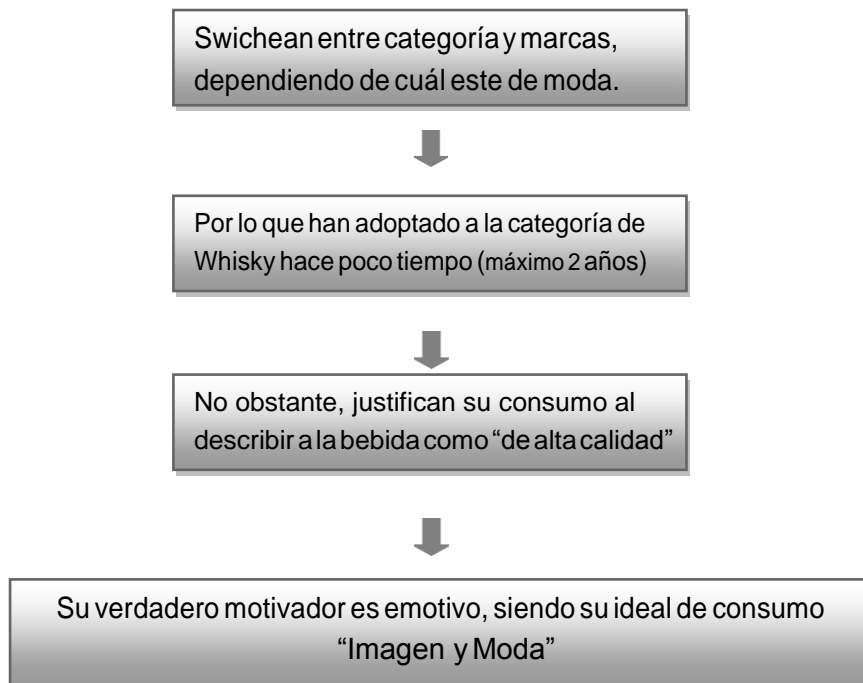 Swichean entre categoría y marcas,
dependiendo de cuál este de moda.
Por lo que han adoptado a la categoría de
Whisky hace poco tiempo (máximo 2 años)
No obstante, justifican su consumo al
describir a la bebida como “de alta calidad”
Su verdadero motivador es emotivo, siendo su ideal de consumo
“Imagen y Moda”